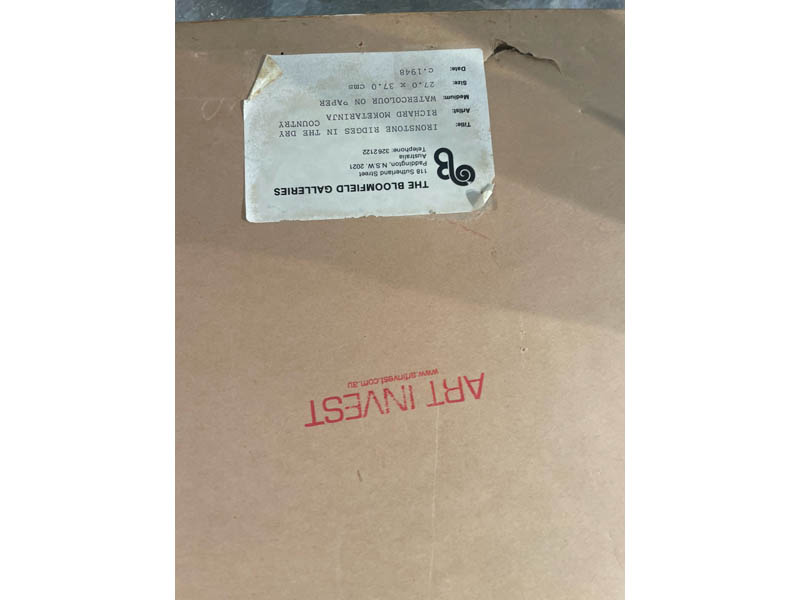 THE BLOOMFIELD GALLERIES
118 Sutherland Street
Paddington, N.S.W. 2021
Australia
Telephone: 3262122
Title: IRONSTONE RIDGES IN THE DRY
COUNTRY
Artist: RICHARD MOKETARINJA
Medium: WATERCOLOUR ON PAPER
Size: 27.0 x 37.0 cms
Date: c.1948
ART INVEST
www.artinvest.com.au